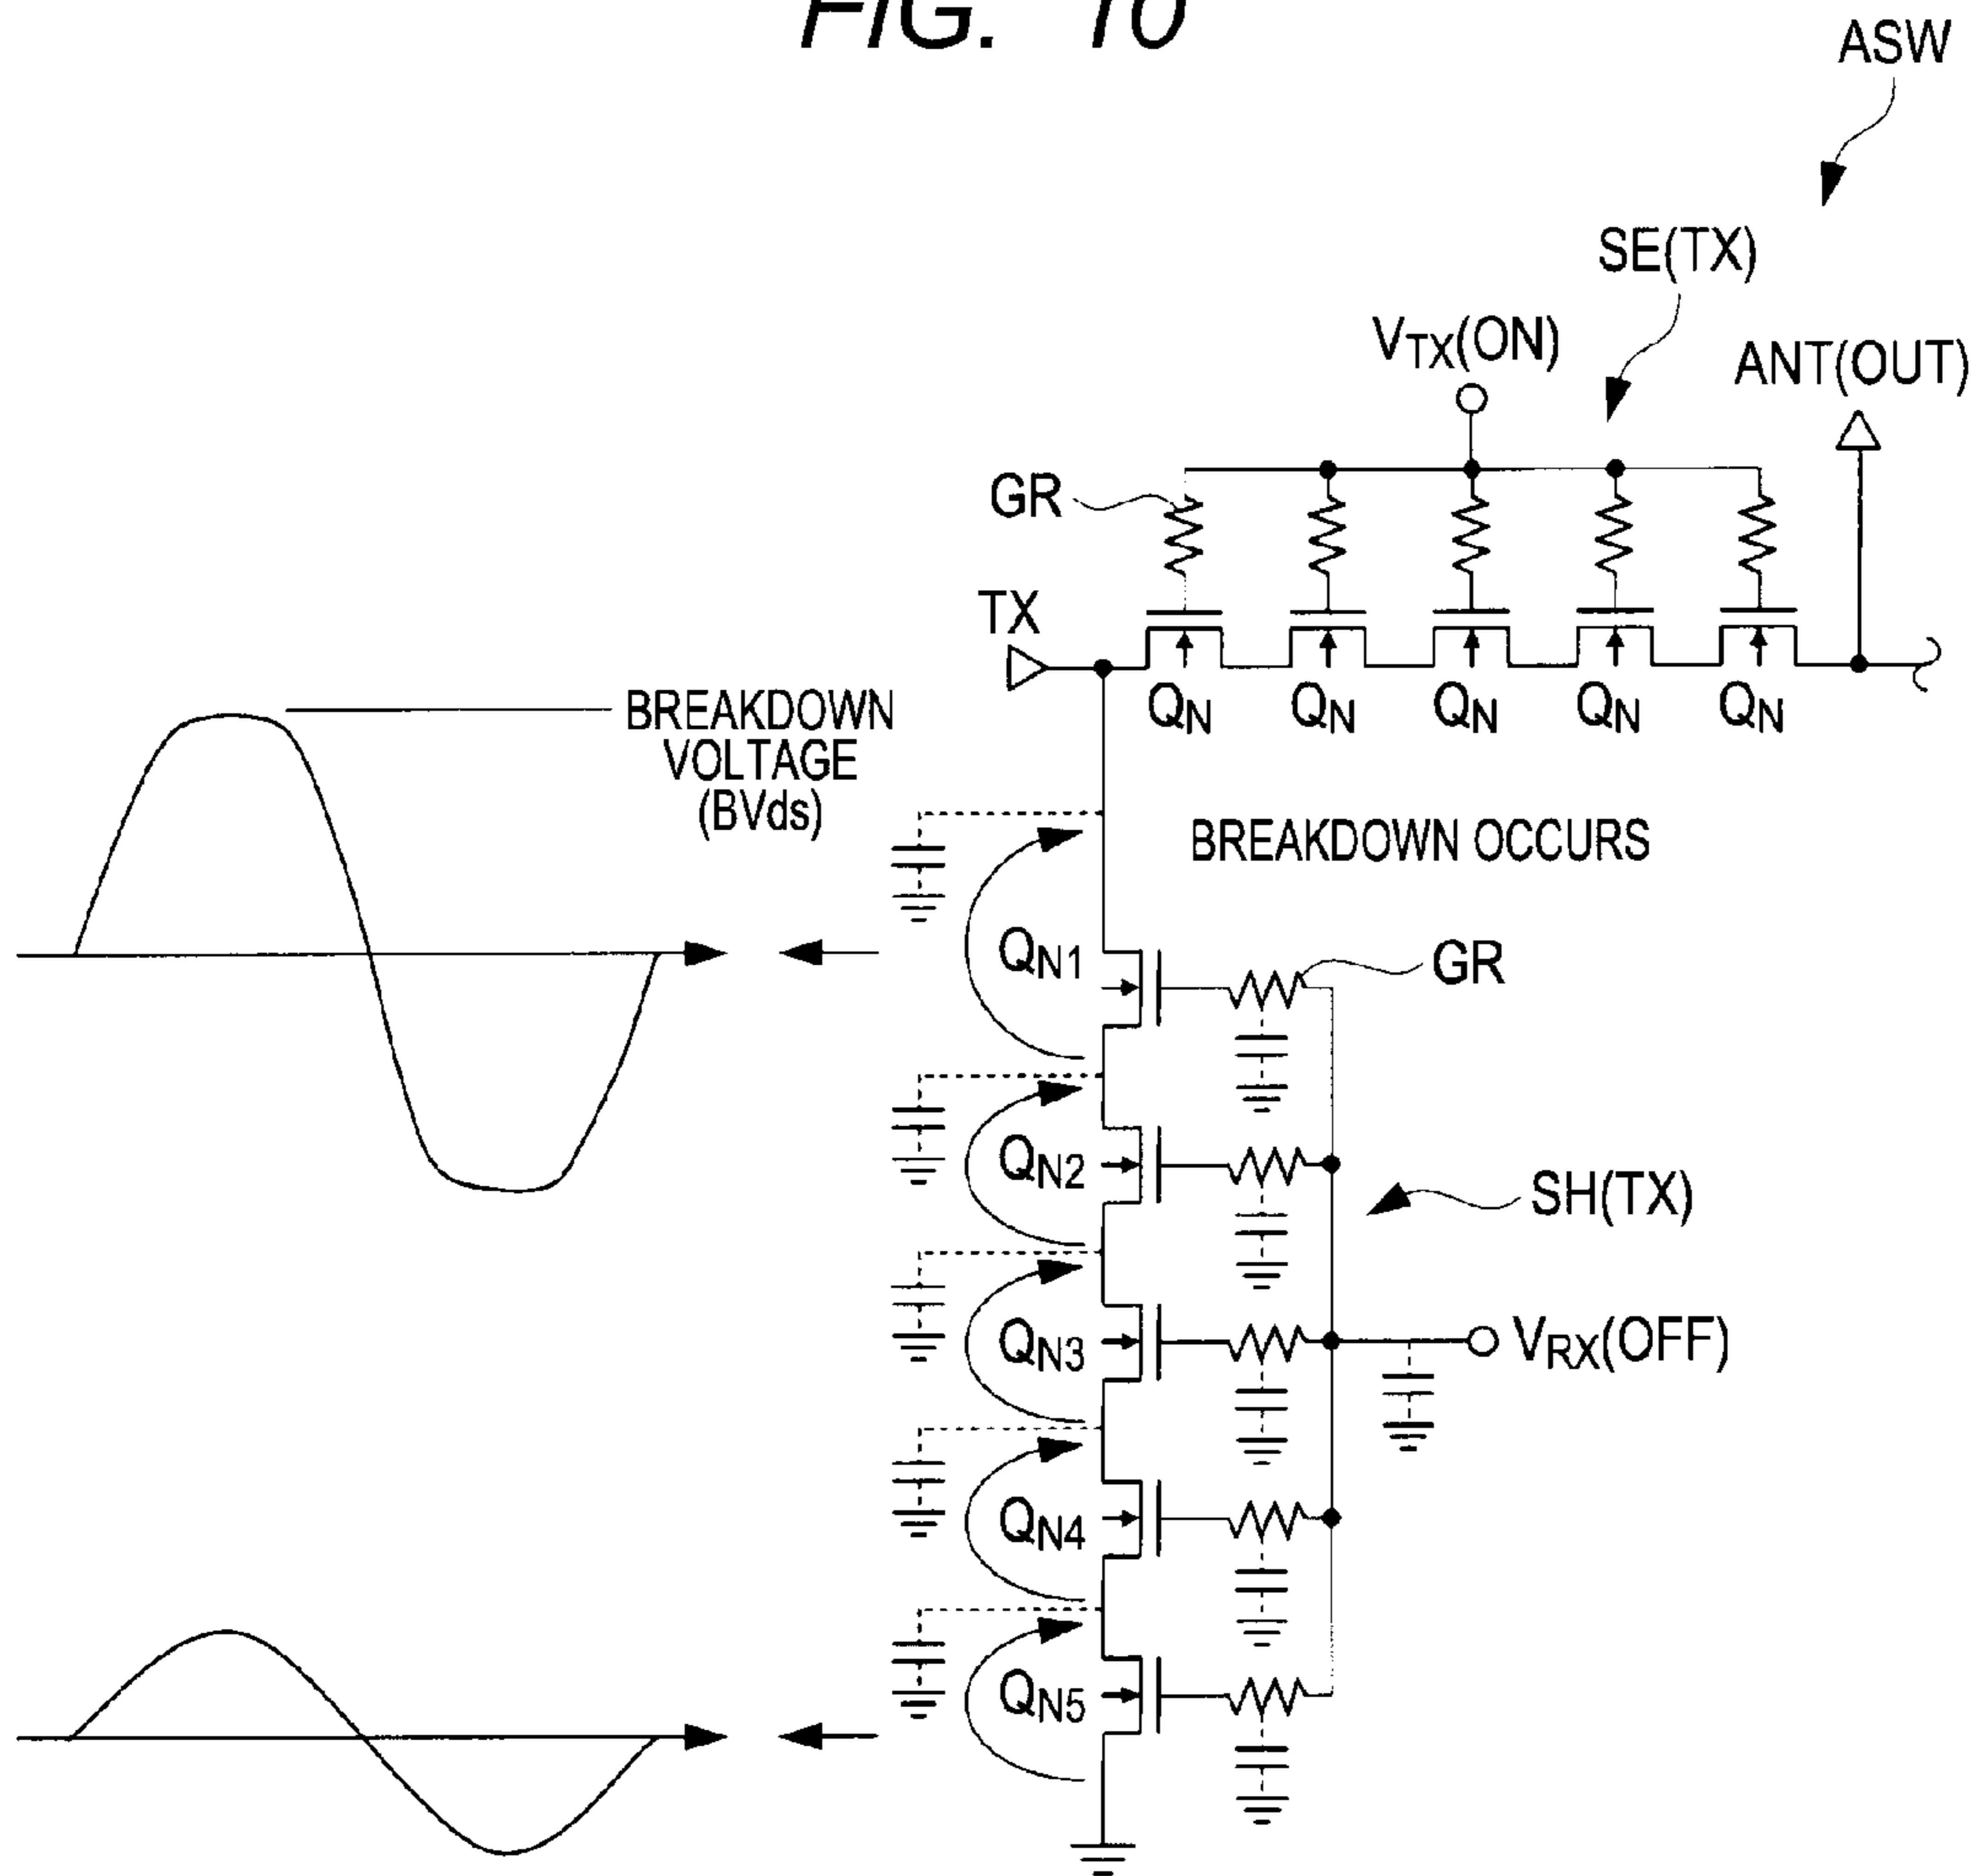 FIG. 10
ASW
SE(TX)
VTX(ON)
ANT(OUT)
GR
TX
QN QN QN QN QN
BREAKDOWN
VOLTAGE
(BVds)
BREAKDOWN OCCURS
QN1
GR
QN2
SH(TX)
QN3
VRX(OFF)
QN4
QN5